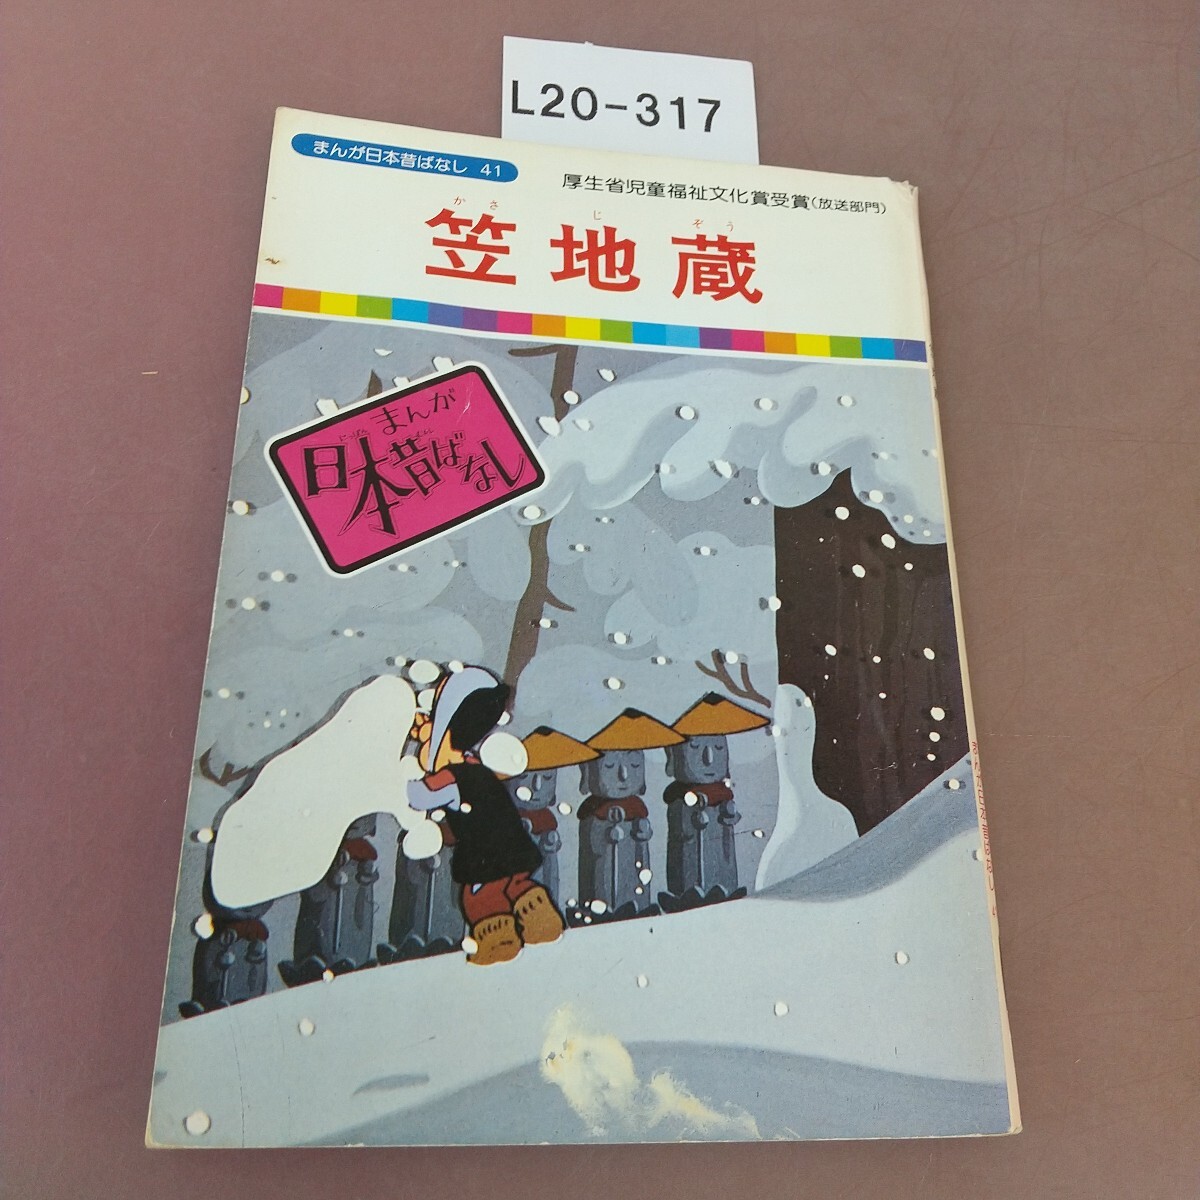 L20-317
まんが日本昔ばなし 41
厚生省児童福祉文化賞受賞(放送部門)
かさ じ ぞう
笠地蔵
まんが
にっぽん むかし
日本昔ばなし